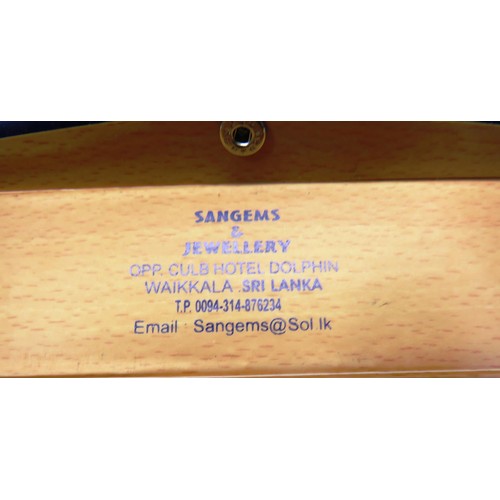 SANGEMS
&
JEWELLERY
OPP. CULB HOTEL DOLPHIN
WAIKKALA .SRI LANKA
T.P. 0094-314-876234
Email : Sangems@Sol.lk